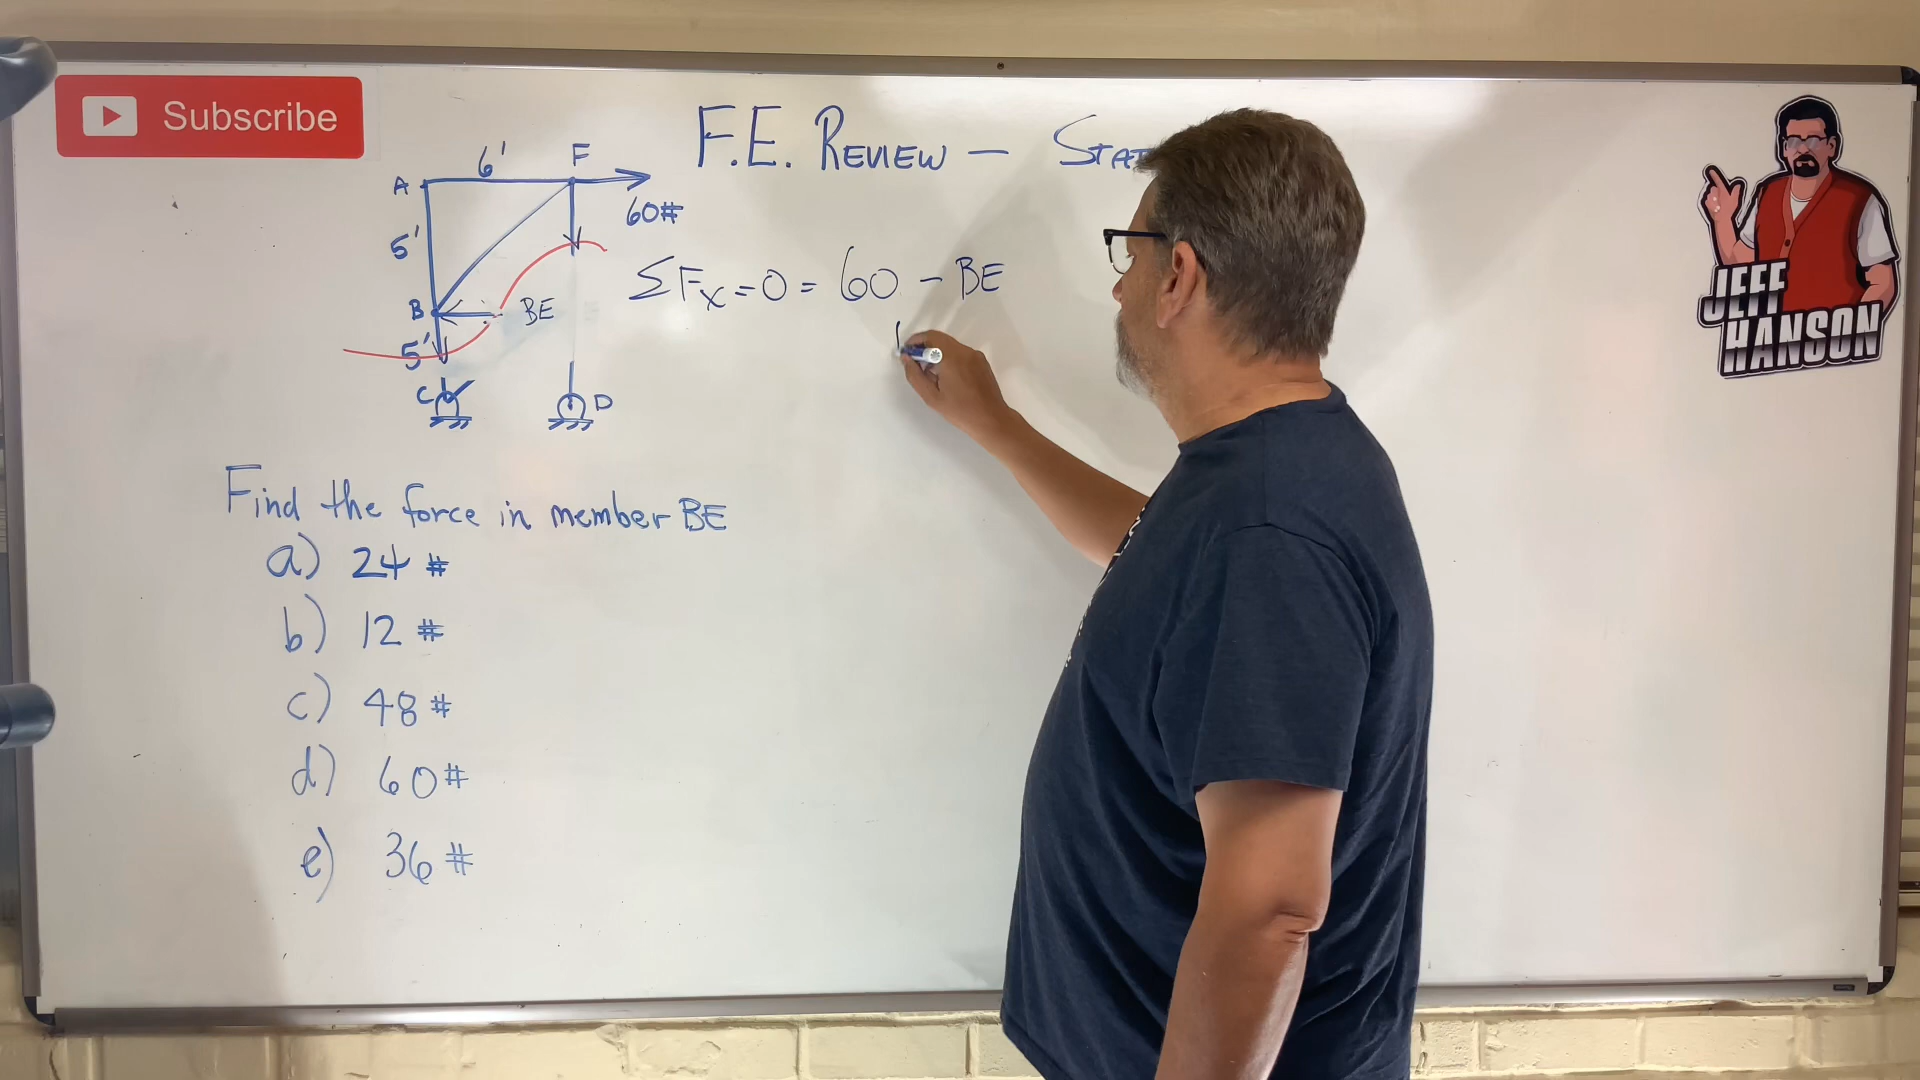 Subscribe
F.E. REVIEW -
6'
F
A
60#
5'
ΣFx = 0 = 60 - BE
B
BE
5'
C
D
Find the force in member BE
a) 24 #
b) 12 #
c) 48 #
d) 60 #
e) 36 #
JEFF
HANSON